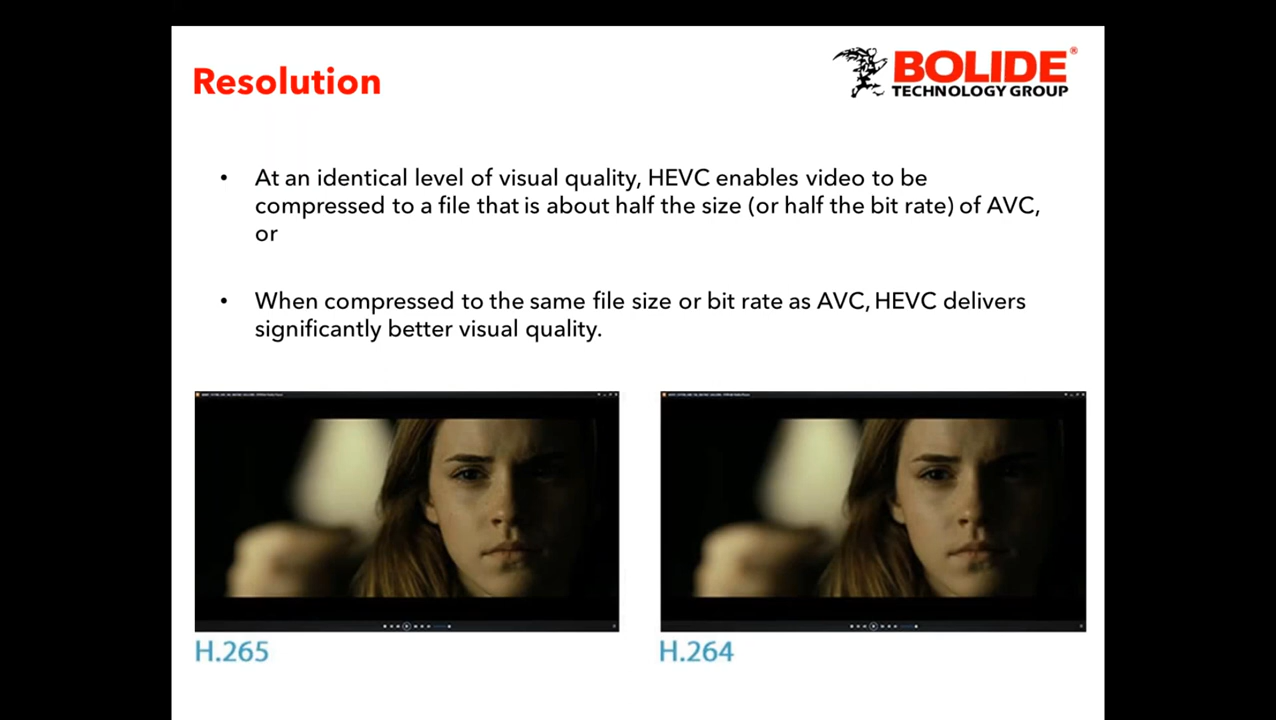 Resolution
BOLIDE®
TECHNOLOGY GROUP
• At an identical level of visual quality, HEVC enables video to be
compressed to a file that is about half the size (or half the bit rate) of AVC,
or
• When compressed to the same file size or bit rate as AVC, HEVC delivers
significantly better visual quality.
H.265
H.264